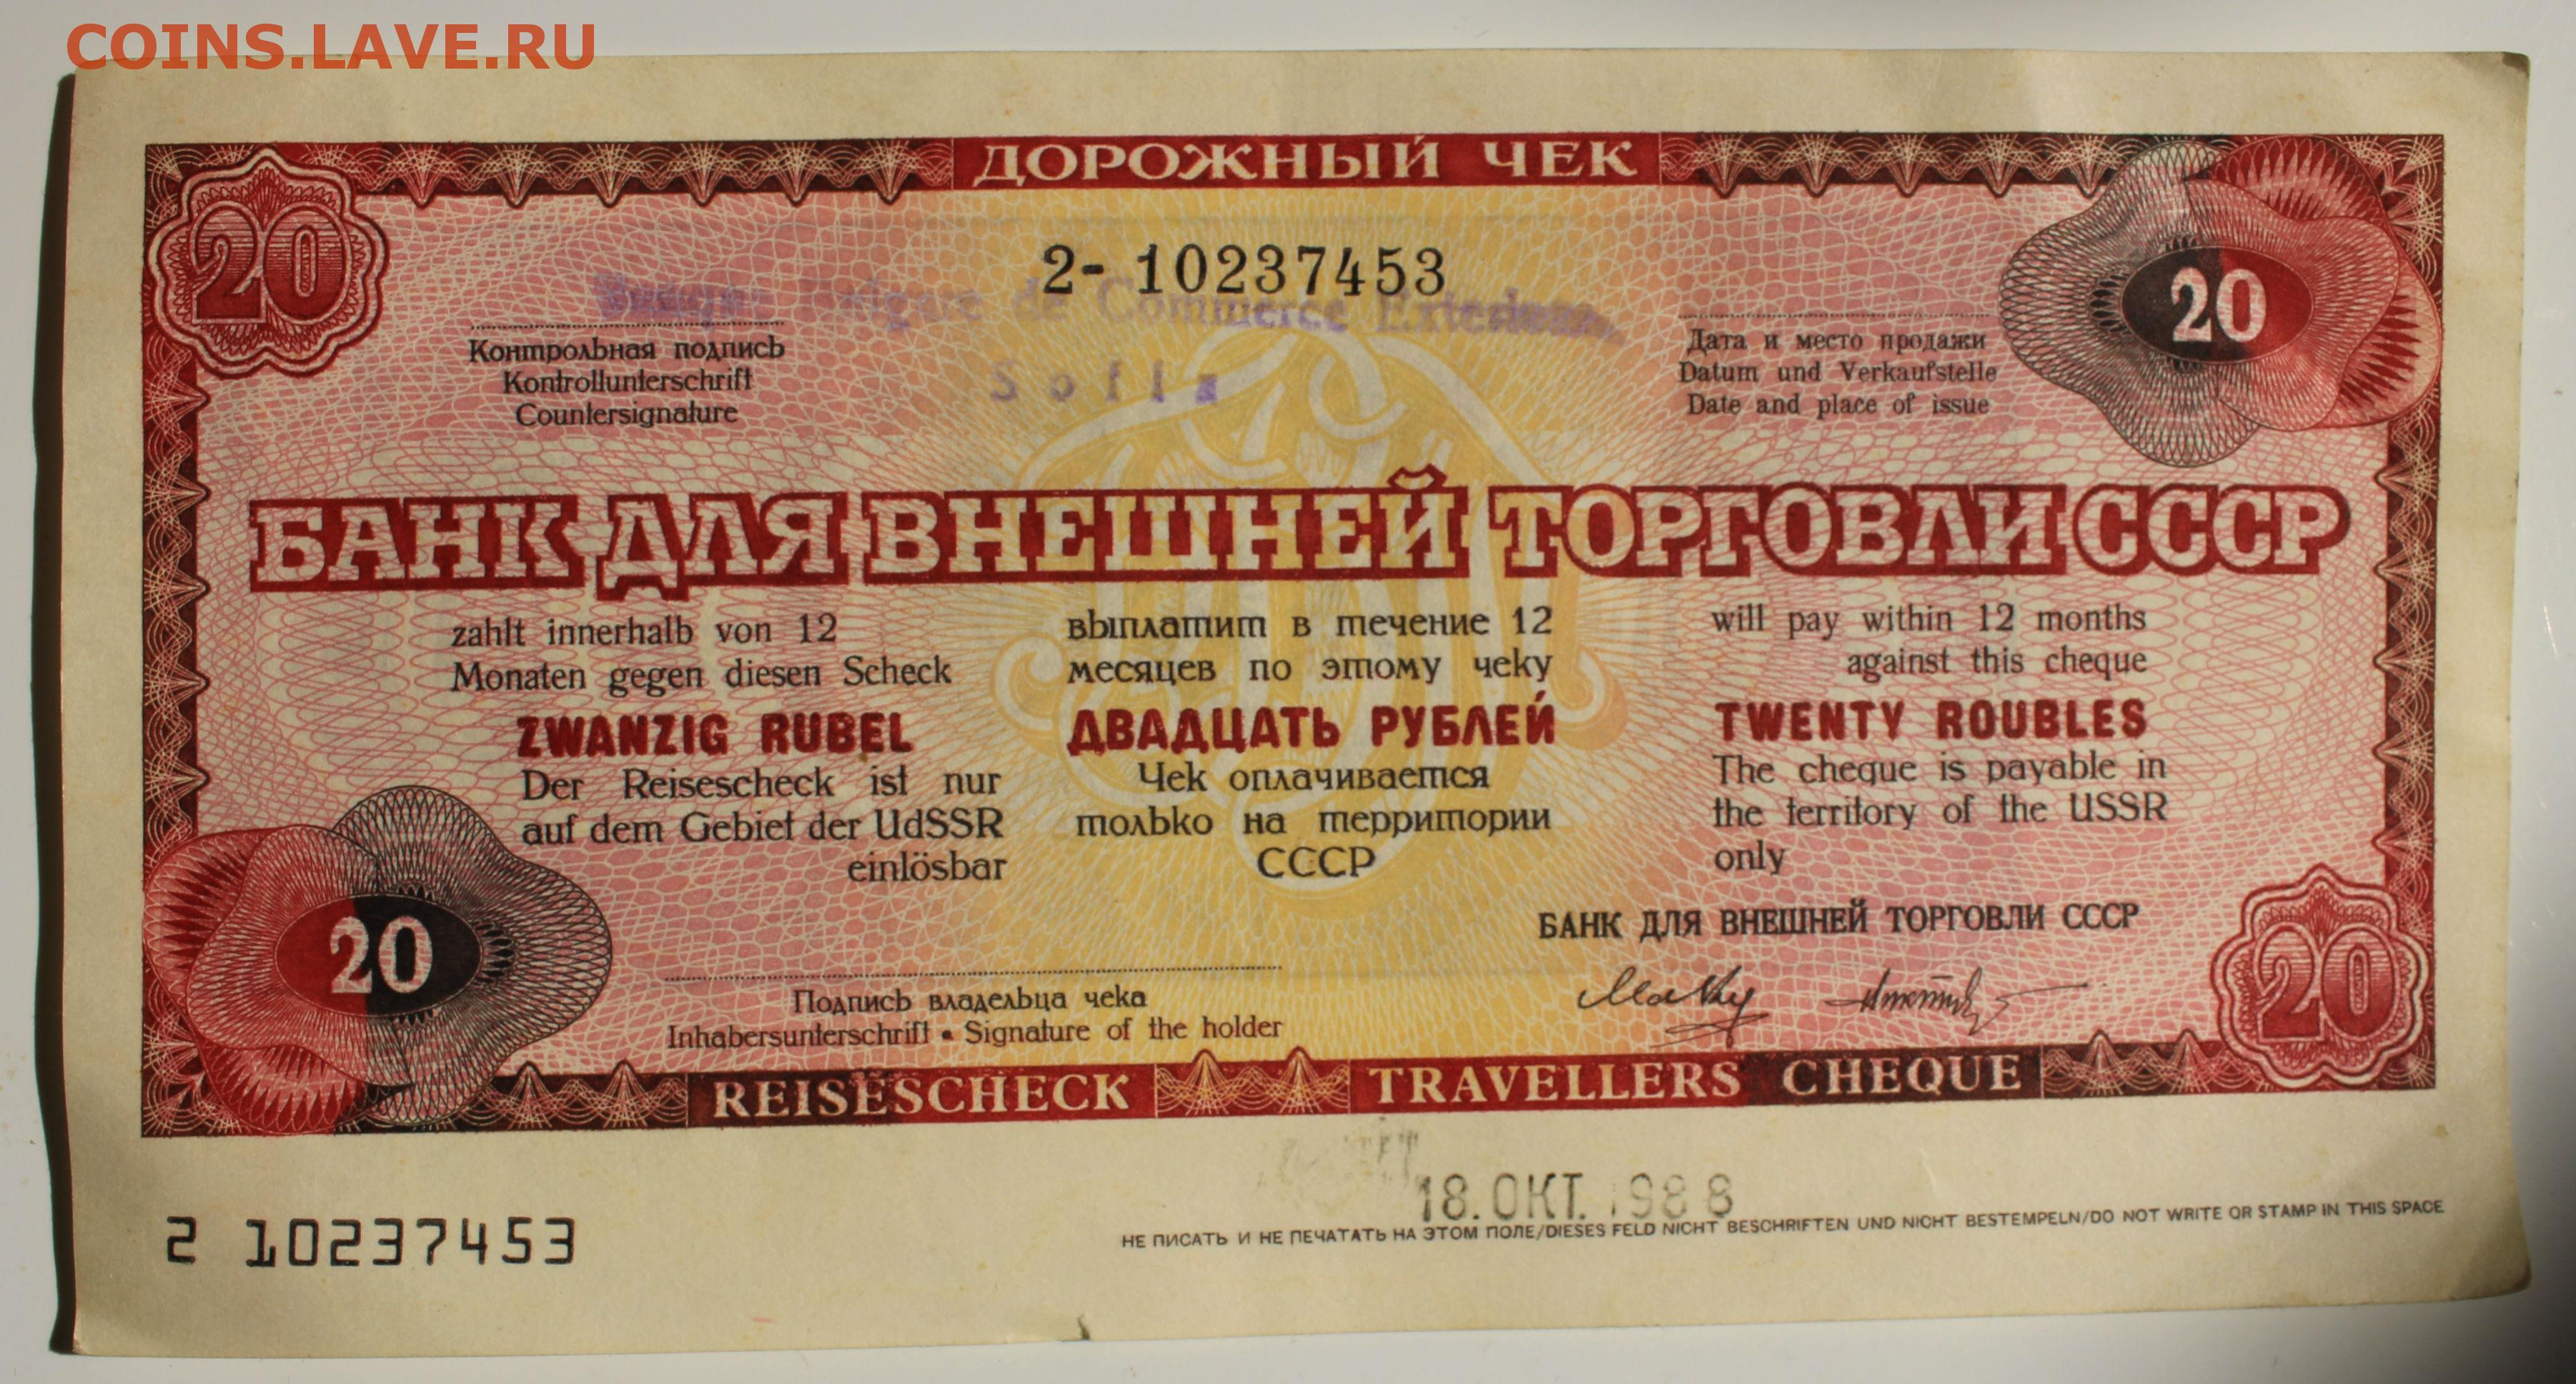 COINS.LAVE.RU
ДОРОЖНЫЙ ЧЕК
20
20
2- 10237453
de Commerce
Sofia
Контрольная подпись
Kontrollunterschrift
Countersignature
Дата и место продажи
Datum und Verkaufstelle
Date and place of issue
БАНК ДЛЯ ВНЕШНЕЙ ТОРГОВЛИ СССР
zahlt innerhalb von 12
Monaten gegen diesen Scheck
ZWANZIG RUBEL
Der Reisescheck ist nur
auf dem Gebiet der UdSSR
einlösbar
выплатит в течение 12
месяцев по этому чеку
ДВАДЦАТЬ РУБЛЕЙ
Чек оплачивается
только на территории
СССР
will pay within 12 months
against this cheque
TWENTY ROUBLES
The cheque is payable in
the territory of the USSR
only
БАНК ДЛЯ ВНЕШНЕЙ ТОРГОВЛИ СССР
20
20
Подпись владельца чека
Inhabersunterschrift • Signature of the holder
REISESCHECK
TRAVELLERS CHEQUE
18. ОКТ. 1988
НЕ ПИСАТЬ И НЕ ПЕЧАТАТЬ НА ЭТОМ ПОЛЕ/DIESES FELD NICHT BESCHRIFTEN UND NICHT BESTEMPELN/DO NOT WRITE OR STAMP IN THIS SPACE
2 10237453